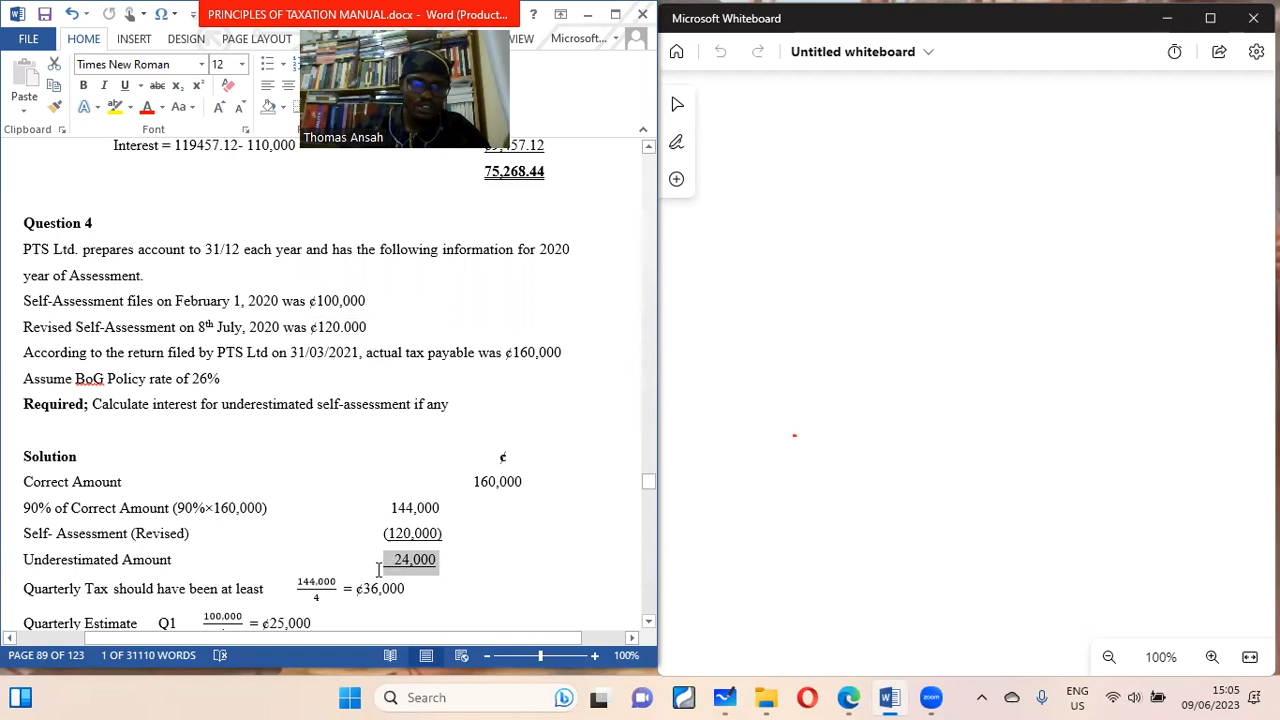 PRINCIPLES OF TAXATION MANUAL.docx - Word (Product...
FILE HOME INSERT DESIGN PAGE LAYOUT VIEW Microsoft...
Times New Roman 12
Paste
B I U abc
A Aa A A
Clipboard Font
Thomas Ansah
Interest = 119457.12- 110,000
75,268.44
Question 4
PTS Ltd. prepares account to 31/12 each year and has the following information for 2020
year of Assessment.
Self-Assessment files on February 1, 2020 was ¢100,000
Revised Self-Assessment on 8th July, 2020 was ¢120.000
According to the return filed by PTS Ltd on 31/03/2021, actual tax payable was ¢160,000
Assume BoG Policy rate of 26%
Required; Calculate interest for underestimated self-assessment if any
Solution ¢
Correct Amount 160,000
90% of Correct Amount (90%×160,000) 144,000
Self- Assessment (Revised) (120,000)
Underestimated Amount 24,000
Quarterly Tax should have been at least 144,000/4 = ¢36,000
Quarterly Estimate Q1 100,000 = ¢25,000
PAGE 89 OF 123 1 OF 31110 WORDS 100%
Microsoft Whiteboard
Untitled whiteboard
100%
Search
ENG
US
15:05
09/06/2023